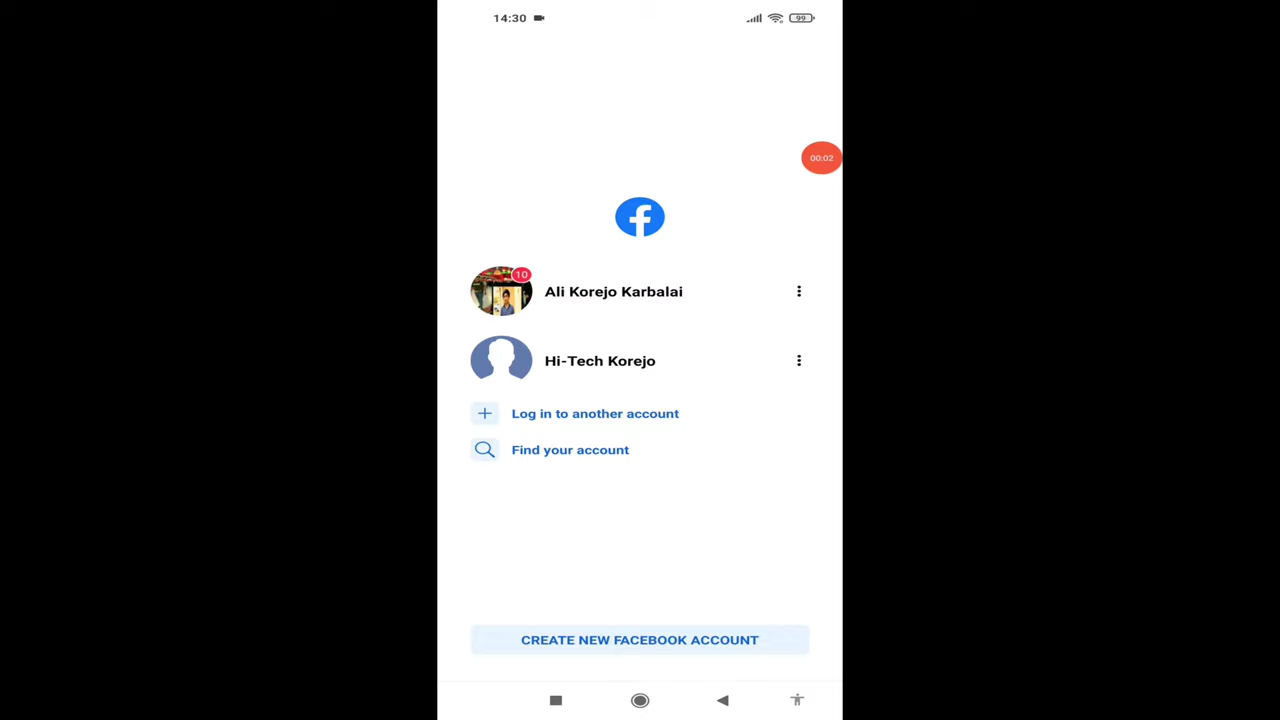 14:30
99
00:02
10
Ali Korejo Karbalai
Hi-Tech Korejo
Log in to another account
Find your account
CREATE NEW FACEBOOK ACCOUNT